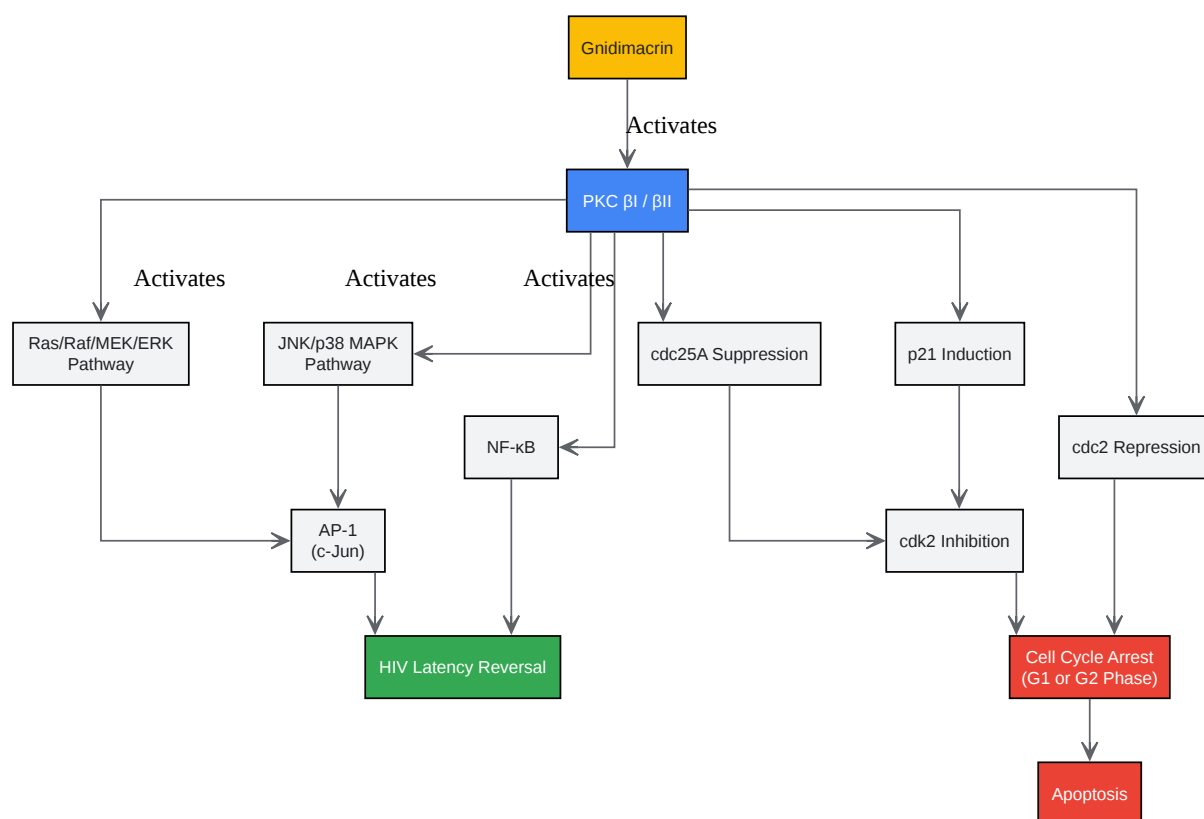 Gnidimacrin
Activates
PKC βI / βII
Activates
Activates
Activates
Ras/Raf/MEK/ERK
Pathway
JNK/p38 MAPK
Pathway
cdc25A Suppression
p21 Induction
NF-κB
cdc2 Repression
AP-1
(c-Jun)
cdk2 Inhibition
HIV Latency Reversal
Cell Cycle Arrest
(G1 or G2 Phase)
Apoptosis